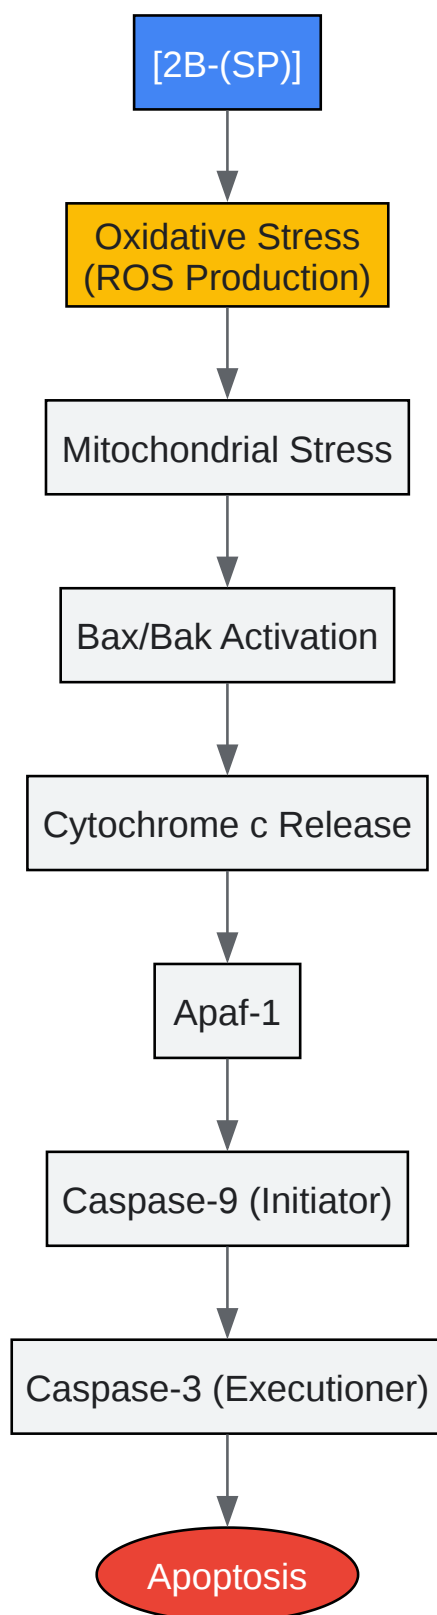 [2B-(SP)]
Oxidative Stress
(ROS Production)
Mitochondrial Stress
Bax/Bak Activation
Cytochrome c Release
Apaf-1
Caspase-9 (Initiator)
Caspase-3 (Executioner)
Apoptosis